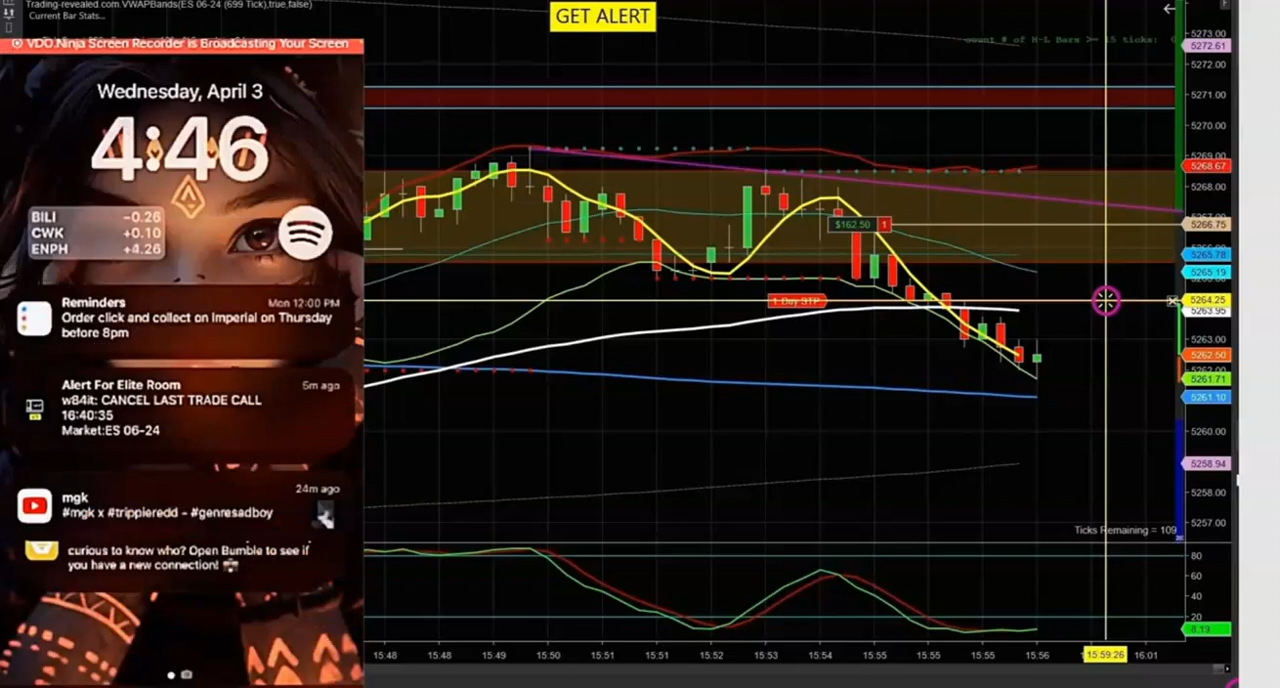 Trading-revealed.com.VWAPBands(ES 06-24 (699 Tick),true,false)
Current Bar Stats...
GET ALERT
VDO.Ninja Screen Recorder is Broadcasting Your Screen
Wednesday, April 3
4:46
BILI -0.26
CWK +0.10
ENPH +4.26
Reminders
Mon 12:00 PM
Order click and collect on Imperial on Thursday
before 8pm
Alert For Elite Room
5m ago
w84it: CANCEL LAST TRADE CALL
16:40:35
Market:ES 06-24
24m ago
mgk
#mgk x #trippieredd - #genresadboy
curious to know who? Open Bumble to see if
you have a new connection!
count # of H-L Bars >= 15 ticks:
$162.50 1
1 Day STP
Ticks Remaining = 109
5273.00
5272.61
5272.00
5271.00
5270.00
5269.00
5268.67
5268.00
5266.75
5265.78
5265.19
5264.25
5263.95
5263.00
5262.50
5261.71
5261.10
5260.00
5258.94
5258.00
5257.00
80
60
40
20
8.19
15:48 15:48 15:49 15:50 15:51 15:51 15:52 15:53 15:54 15:55 15:55 15:55 15:56 15:59:26 16:01